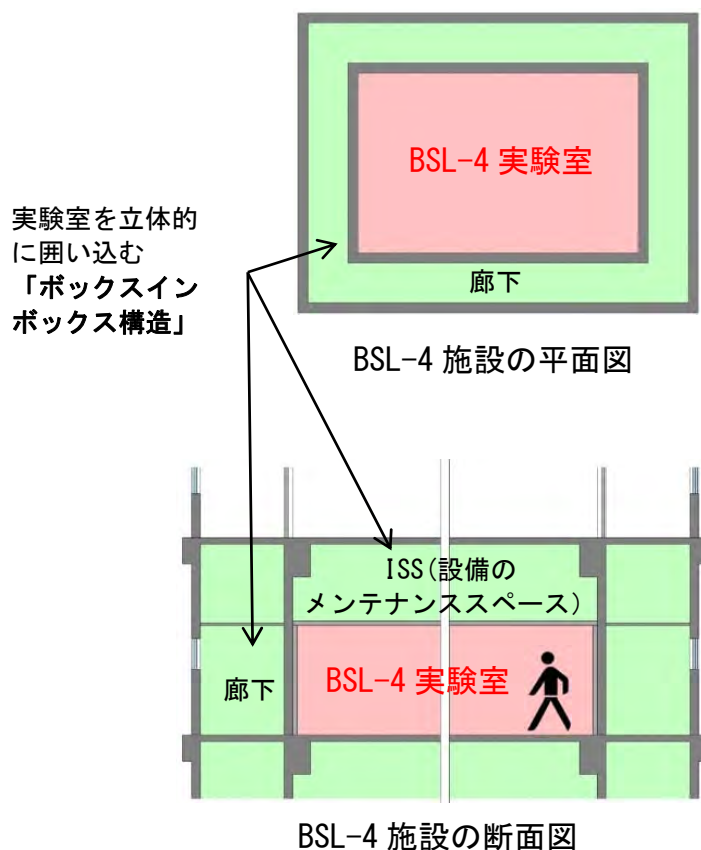 BSL-4 実験室
廊下
BSL-4 施設の平面図
実験室を立体的
に囲い込む
「ボックスイン
ボックス構造」
ISS(設備の
メンテナンススペース)
BSL-4 実験室
廊下
BSL-4 施設の断面図